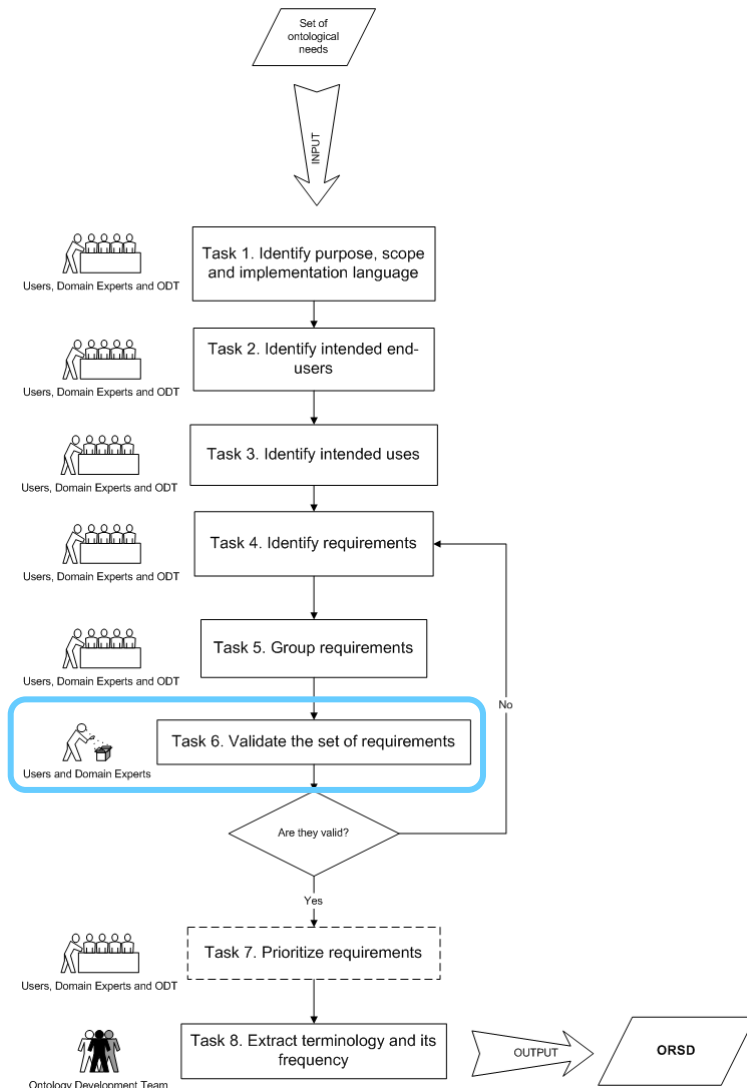 Set of
ontological
needs
INPUT
Task 1. Identify purpose, scope
and implementation language
Users, Domain Experts and ODT
Task 2. Identify intended end-
users
Users, Domain Experts and ODT
Task 3. Identify intended uses
Users, Domain Experts and ODT
Task 4. Identify requirements
Users, Domain Experts and ODT
Task 5. Group requirements
Users, Domain Experts and ODT
No
Task 6. Validate the set of requirements
Users and Domain Experts
Are they valid?
Yes
Task 7. Prioritize requirements
Users, Domain Experts and ODT
Task 8. Extract terminology and its
frequency
OUTPUT
ORSD
Ontology Development Team